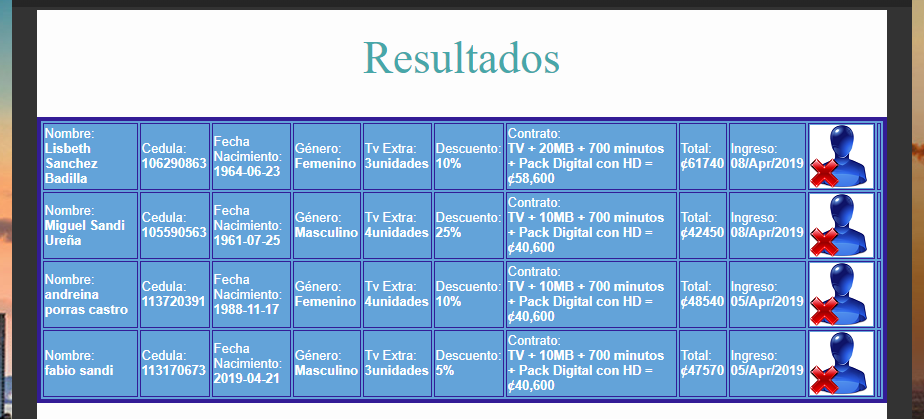 Resultados
Nombre:
Lisbeth
Sanchez
Badilla
Cedula:
106290863
Fecha
Nacimiento:
1964-06-23
Género:
Femenino
Tv Extra:
3unidades
Descuento:
10%
Contrato:
TV + 20MB + 700 minutos
+ Pack Digital con HD =
¢58,600
Total:
¢61740
Ingreso:
08/Apr/2019
Nombre:
Miguel Sandi
Ureña
Cedula:
105590563
Fecha
Nacimiento:
1961-07-25
Género:
Masculino
Tv Extra:
4unidades
Descuento:
25%
Contrato:
TV + 10MB + 700 minutos
+ Pack Digital con HD =
¢40,600
Total:
¢42450
Ingreso:
08/Apr/2019
Nombre:
andreina
porras castro
Cedula:
113720391
Fecha
Nacimiento:
1988-11-17
Género:
Femenino
Tv Extra:
4unidades
Descuento:
10%
Contrato:
TV + 10MB + 700 minutos
+ Pack Digital con HD =
¢40,600
Total:
¢48540
Ingreso:
05/Apr/2019
Nombre:
fabio sandi
Cedula:
113170673
Fecha
Nacimiento:
2019-04-21
Género:
Masculino
Tv Extra:
3unidades
Descuento:
5%
Contrato:
TV + 10MB + 700 minutos
+ Pack Digital con HD =
¢40,600
Total:
¢47570
Ingreso:
05/Apr/2019